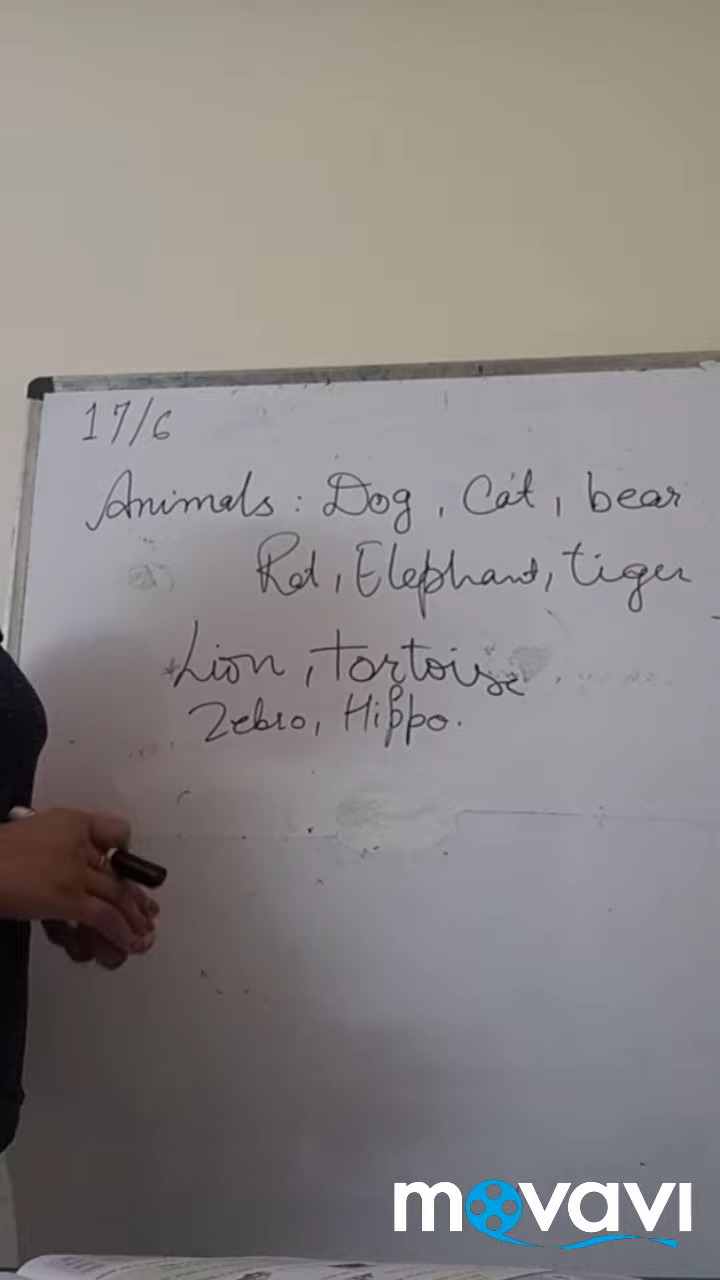 17/6
Animals: Dog, Cat, bear
Rat, Elephant, tiger
*Lion, tortoise
Zebra, Hippo.
movavi